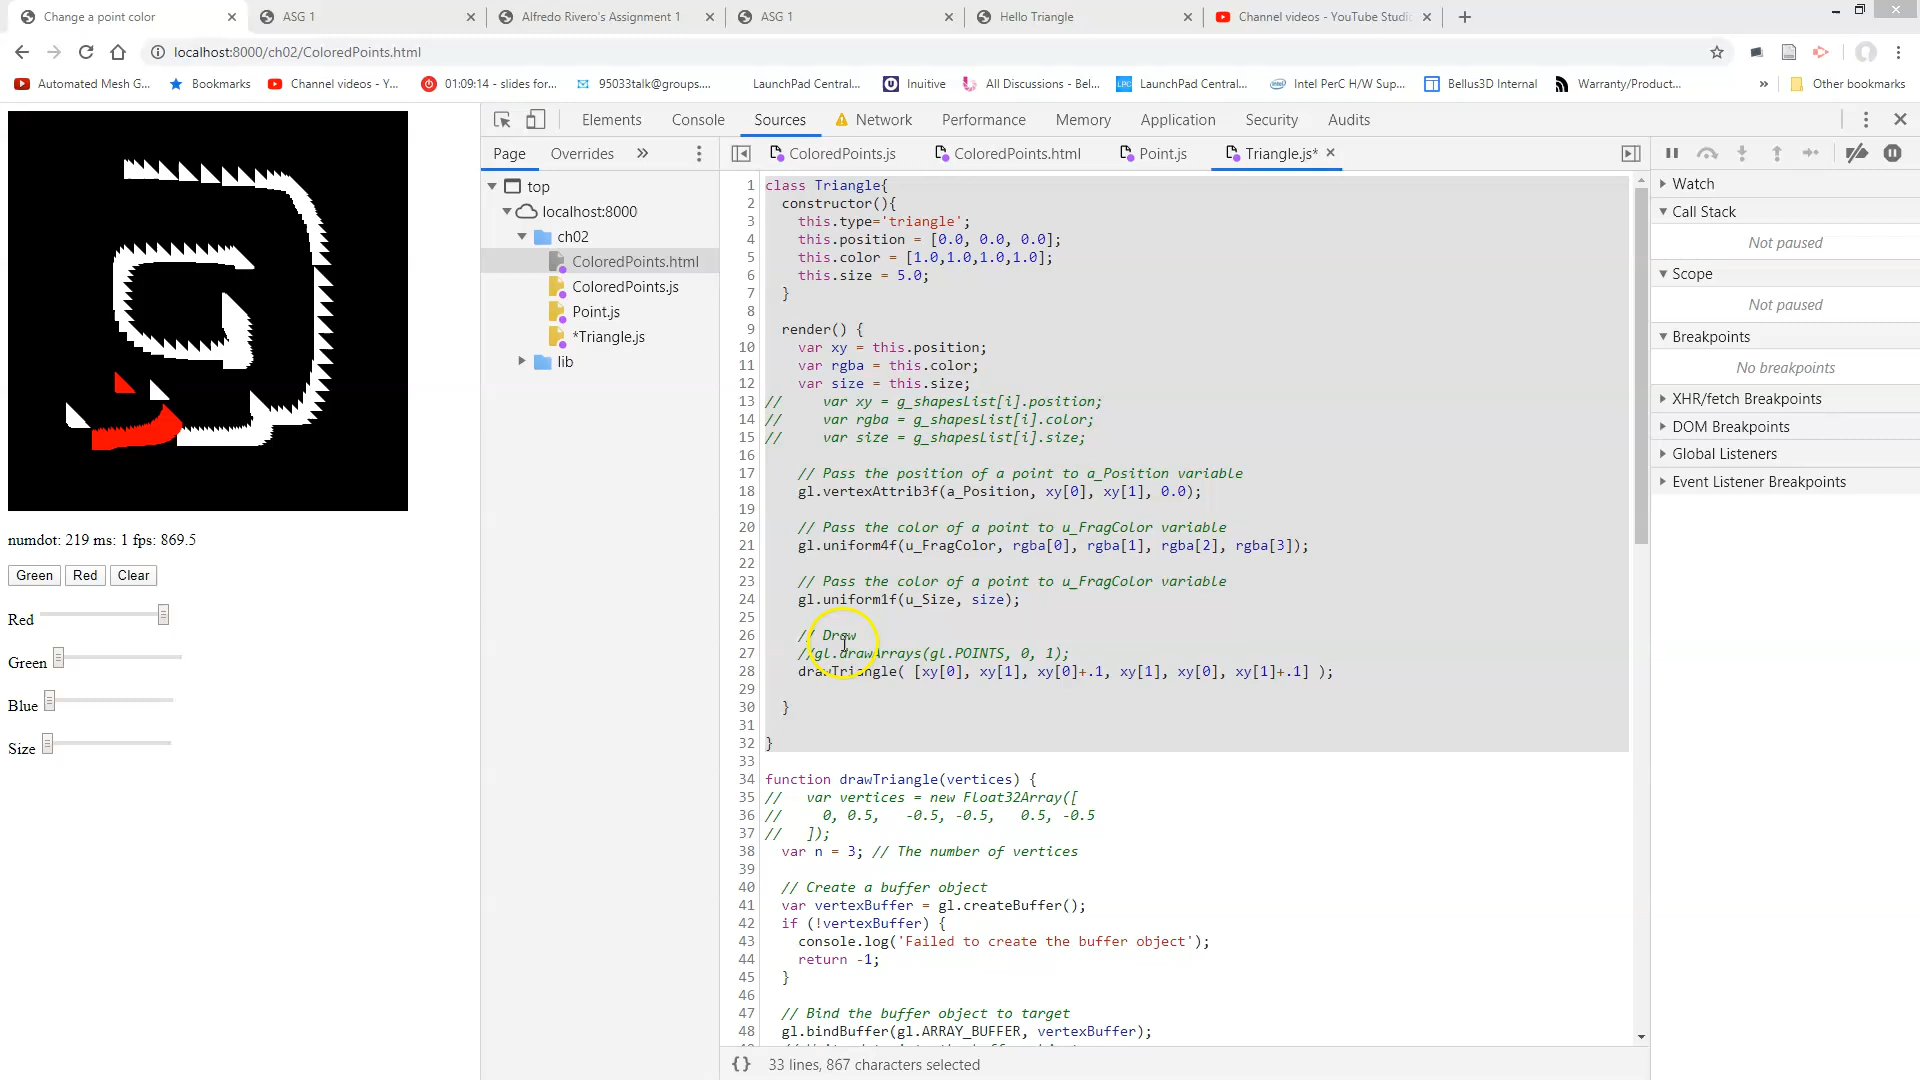 Change a point color
ASG 1
Alfredo Rivero's Assignment 1
ASG 1
Hello Triangle
Channel videos - YouTube Studi
localhost:8000/ch02/ColoredPoints.html
Automated Mesh G...
Bookmarks
Channel videos - Y...
01:09:14 - slides for...
95033talk@groups....
LaunchPad Central...
Inuitive
All Discussions - Bel...
LaunchPad Central...
Intel PerC H/W Sup...
Bellus3D Internal
Warranty/Product...
»
Other bookmarks
Elements
Console
Sources
Network
Performance
Memory
Application
Security
Audits
Page
Overrides
»
ColoredPoints.js
ColoredPoints.html
Point.js
Triangle.js*
top
localhost:8000
ch02
ColoredPoints.html
ColoredPoints.js
Point.js
*Triangle.js
lib
numdot: 219 ms: 1 fps: 869.5
Green
Red
Clear
Red
Green
Blue
Size
1 class Triangle{
2 constructor(){
3 this.type='triangle';
4 this.position = [0.0, 0.0, 0.0];
5 this.color = [1.0,1.0,1.0,1.0];
6 this.size = 5.0;
7 }
8
9 render() {
10 var xy = this.position;
11 var rgba = this.color;
12 var size = this.size;
13 // var xy = g_shapesList[i].position;
14 // var rgba = g_shapesList[i].color;
15 // var size = g_shapesList[i].size;
16
17 // Pass the position of a point to a_Position variable
18 gl.vertexAttrib3f(a_Position, xy[0], xy[1], 0.0);
19
20 // Pass the color of a point to u_FragColor variable
21 gl.uniform4f(u_FragColor, rgba[0], rgba[1], rgba[2], rgba[3]);
22
23 // Pass the color of a point to u_FragColor variable
24 gl.uniform1f(u_Size, size);
25
26 // Draw
27 //gl.drawArrays(gl.POINTS, 0, 1);
28 drawTriangle( [xy[0], xy[1], xy[0]+.1, xy[1], xy[0], xy[1]+.1] );
29
30 }
31
32 }
33
34 function drawTriangle(vertices) {
35 // var vertices = new Float32Array([
36 // 0, 0.5, -0.5, -0.5, 0.5, -0.5
37 // ]);
38 var n = 3; // The number of vertices
39
40 // Create a buffer object
41 var vertexBuffer = gl.createBuffer();
42 if (!vertexBuffer) {
43 console.log('Failed to create the buffer object');
44 return -1;
45 }
46
47 // Bind the buffer object to target
48 gl.bindBuffer(gl.ARRAY_BUFFER, vertexBuffer);
{} 33 lines, 867 characters selected
Watch
Call Stack
Not paused
Scope
Not paused
Breakpoints
No breakpoints
XHR/fetch Breakpoints
DOM Breakpoints
Global Listeners
Event Listener Breakpoints